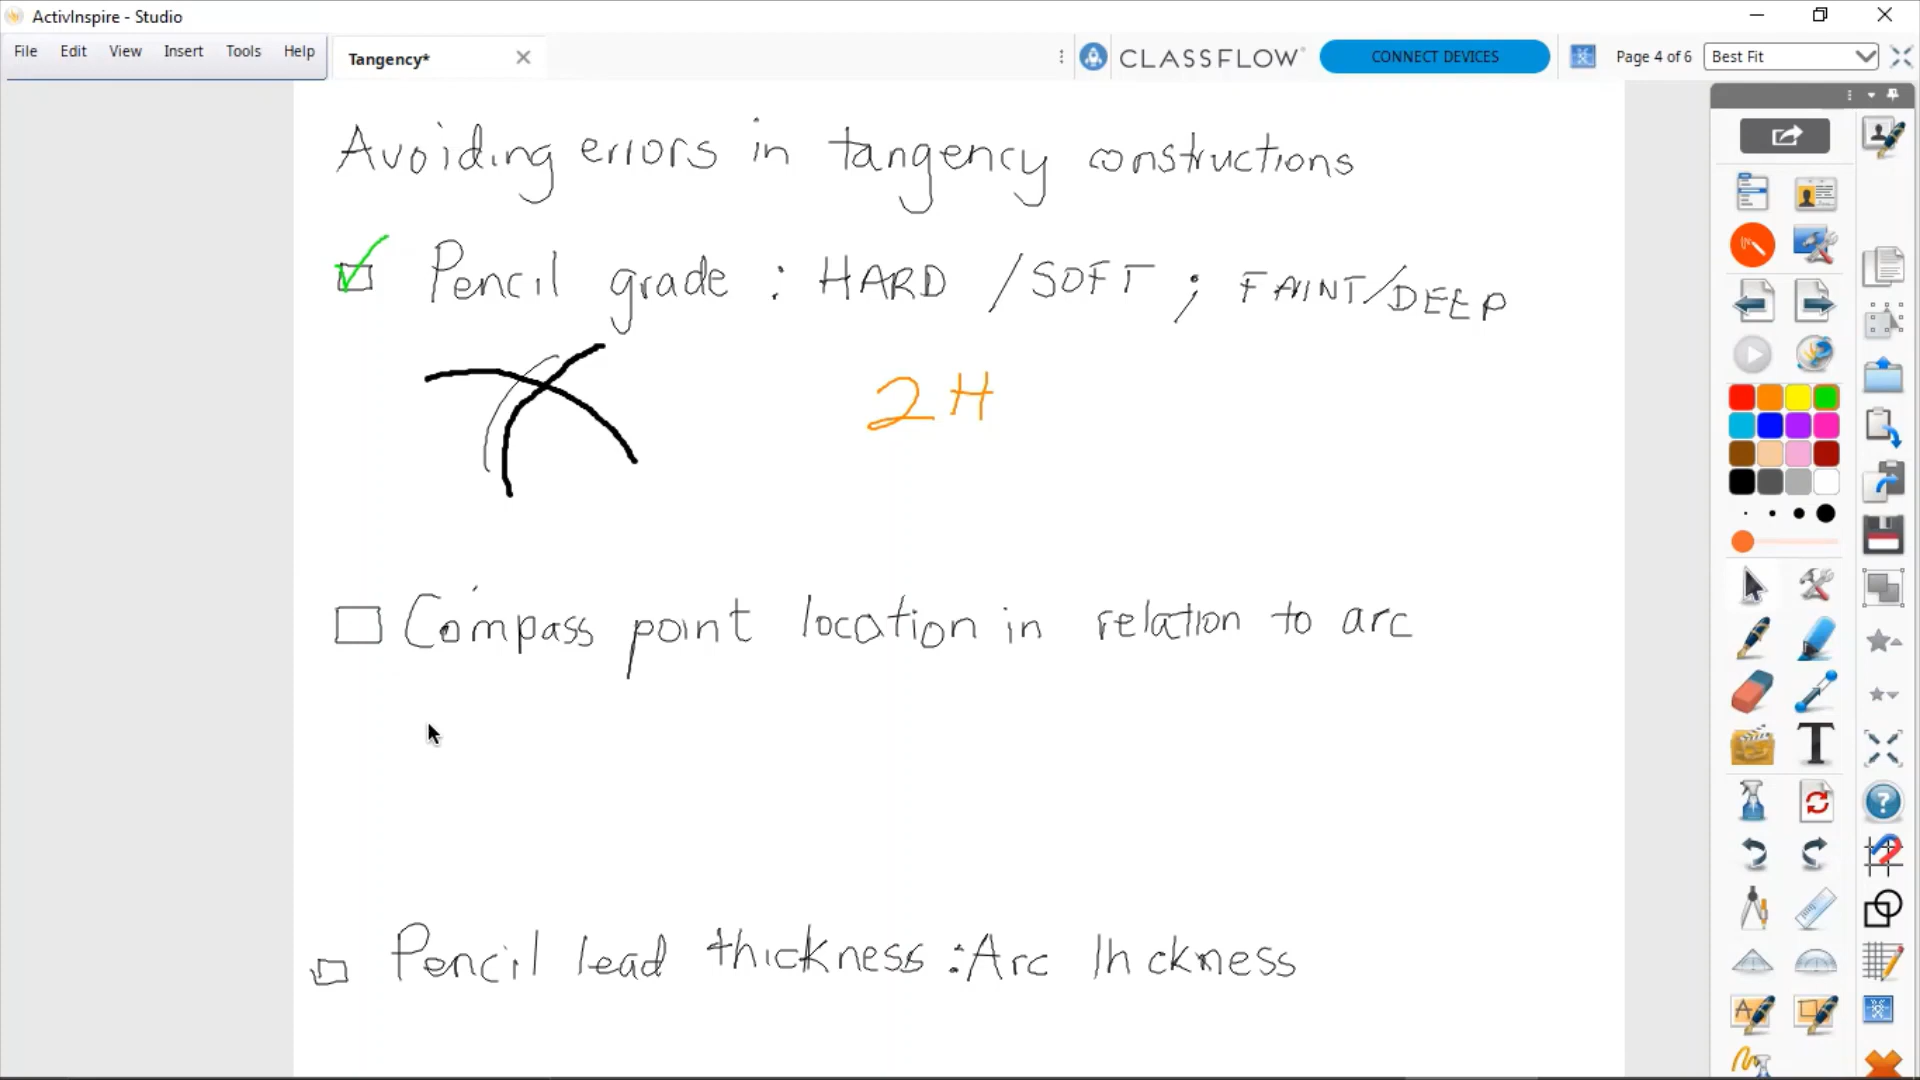 ActivInspire - Studio
File Edit View Insert Tools Help
Tangency*
CLASSFLOW
CONNECT DEVICES
Page 4 of 6
Best Fit
Avoiding errors in tangency constructions
Pencil grade : HARD / SOFT ; FAINT/DEEP
2H
Compass point location in relation to arc
Pencil lead thickness : Arc thckness